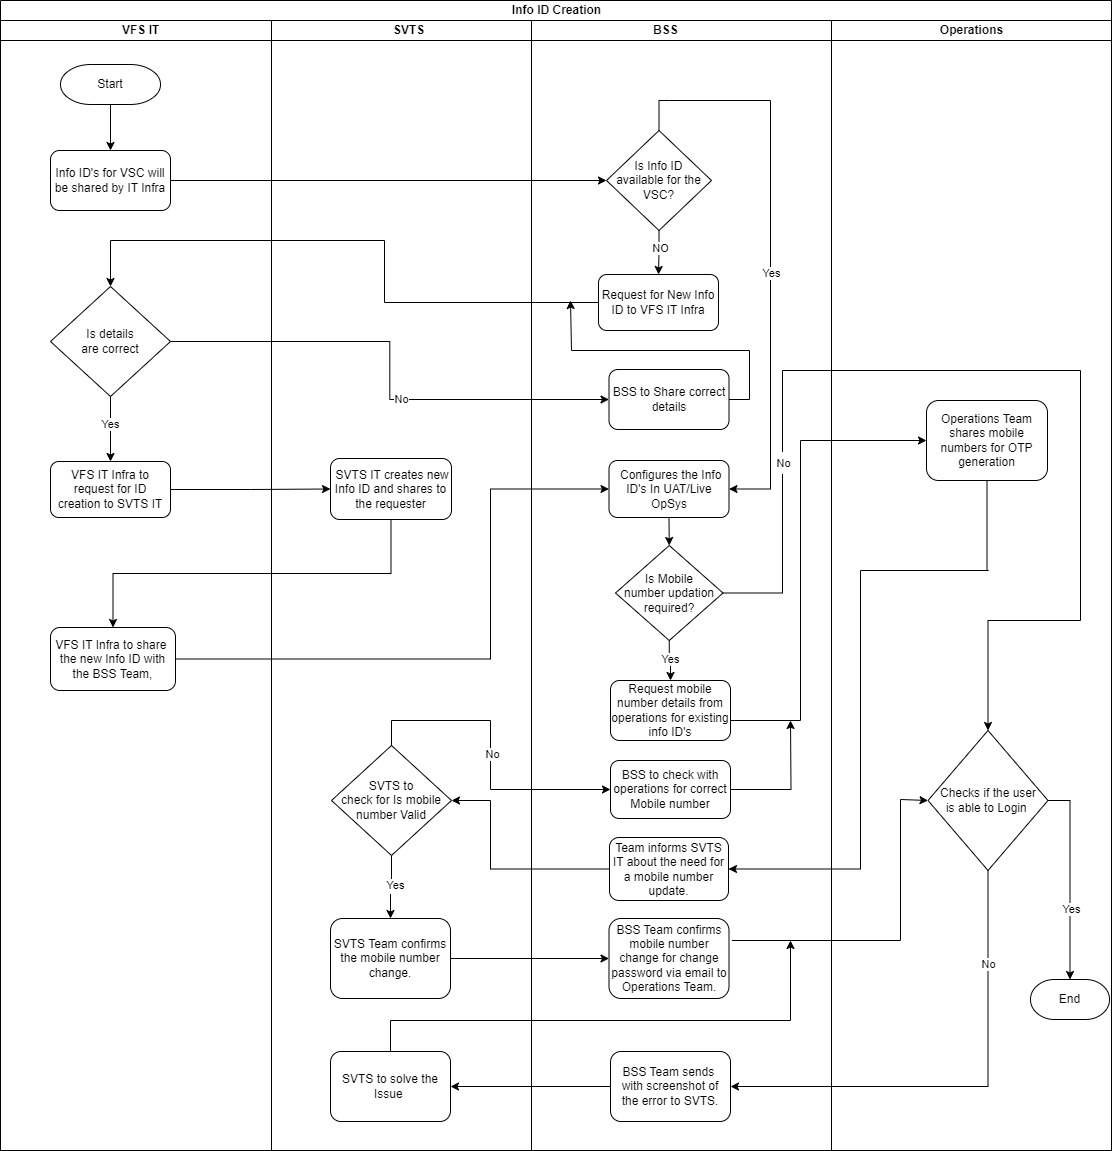 Info ID Creation
VFS IT
SVTS
BSS
Operations
Start
Info ID's for VSC will
be shared by IT Infra
Is Info ID
available for the
VSC?
NO
Yes
Request for New Info
ID to VFS IT Infra
Is details
are correct
No
BSS to Share correct
details
Yes
Operations Team
shares mobile
numbers for OTP
generation
VFS IT Infra to
request for ID
creation to SVTS IT
SVTS IT creates new
Info ID and shares to
the requester
Configures the Info
ID's In UAT/Live
OpSys
No
Is Mobile
number updation
required?
VFS IT Infra to share
the new Info ID with
the BSS Team,
Yes
Request mobile
number details from
operations for existing
info ID's
No
SVTS to
check for Is mobile
number Valid
BSS to check with
operations for correct
Mobile number
Checks if the user
is able to Login
Team informs SVTS
IT about the need for
a mobile number
update.
Yes
Yes
SVTS Team confirms
the mobile number
change.
BSS Team confirms
mobile number
change for change
password via email to
Operations Team.
No
End
SVTS to solve the
Issue
BSS Team sends
with screenshot of
the error to SVTS.